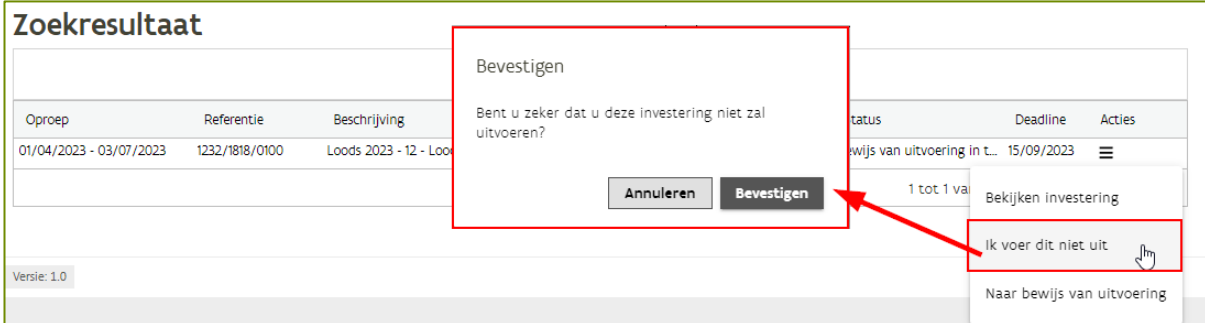 Zoekresultaat
Bevestigen
Bent u zeker dat u deze investering niet zal
uitvoeren?
Annuleren Bevestigen
Oproep Referentie Beschrijving tatus Deadline Acties
01/04/2023 - 03/07/2023 1232/1818/0100 Loods 2023 - 12 - Loo ewijs van uitvoering in t... 15/09/2023
1 tot 1 va
Bekijken investering
Ik voer dit niet uit
Naar bewijs van uitvoering
Versie: 1.0